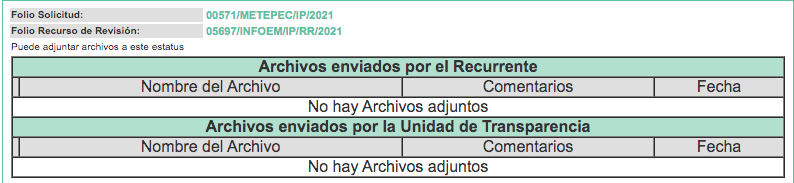 Folio Solicitud: 00571/METEPEC/IP/2021
Folio Recurso de Revisión: 05697/INFOEM/IP/RR/2021
Puede adjuntar archivos a este estatus
Archivos enviados por el Recurrente
Nombre del Archivo Comentarios Fecha
No hay Archivos adjuntos
Archivos enviados por la Unidad de Transparencia
Nombre del Archivo Comentarios Fecha
No hay Archivos adjuntos